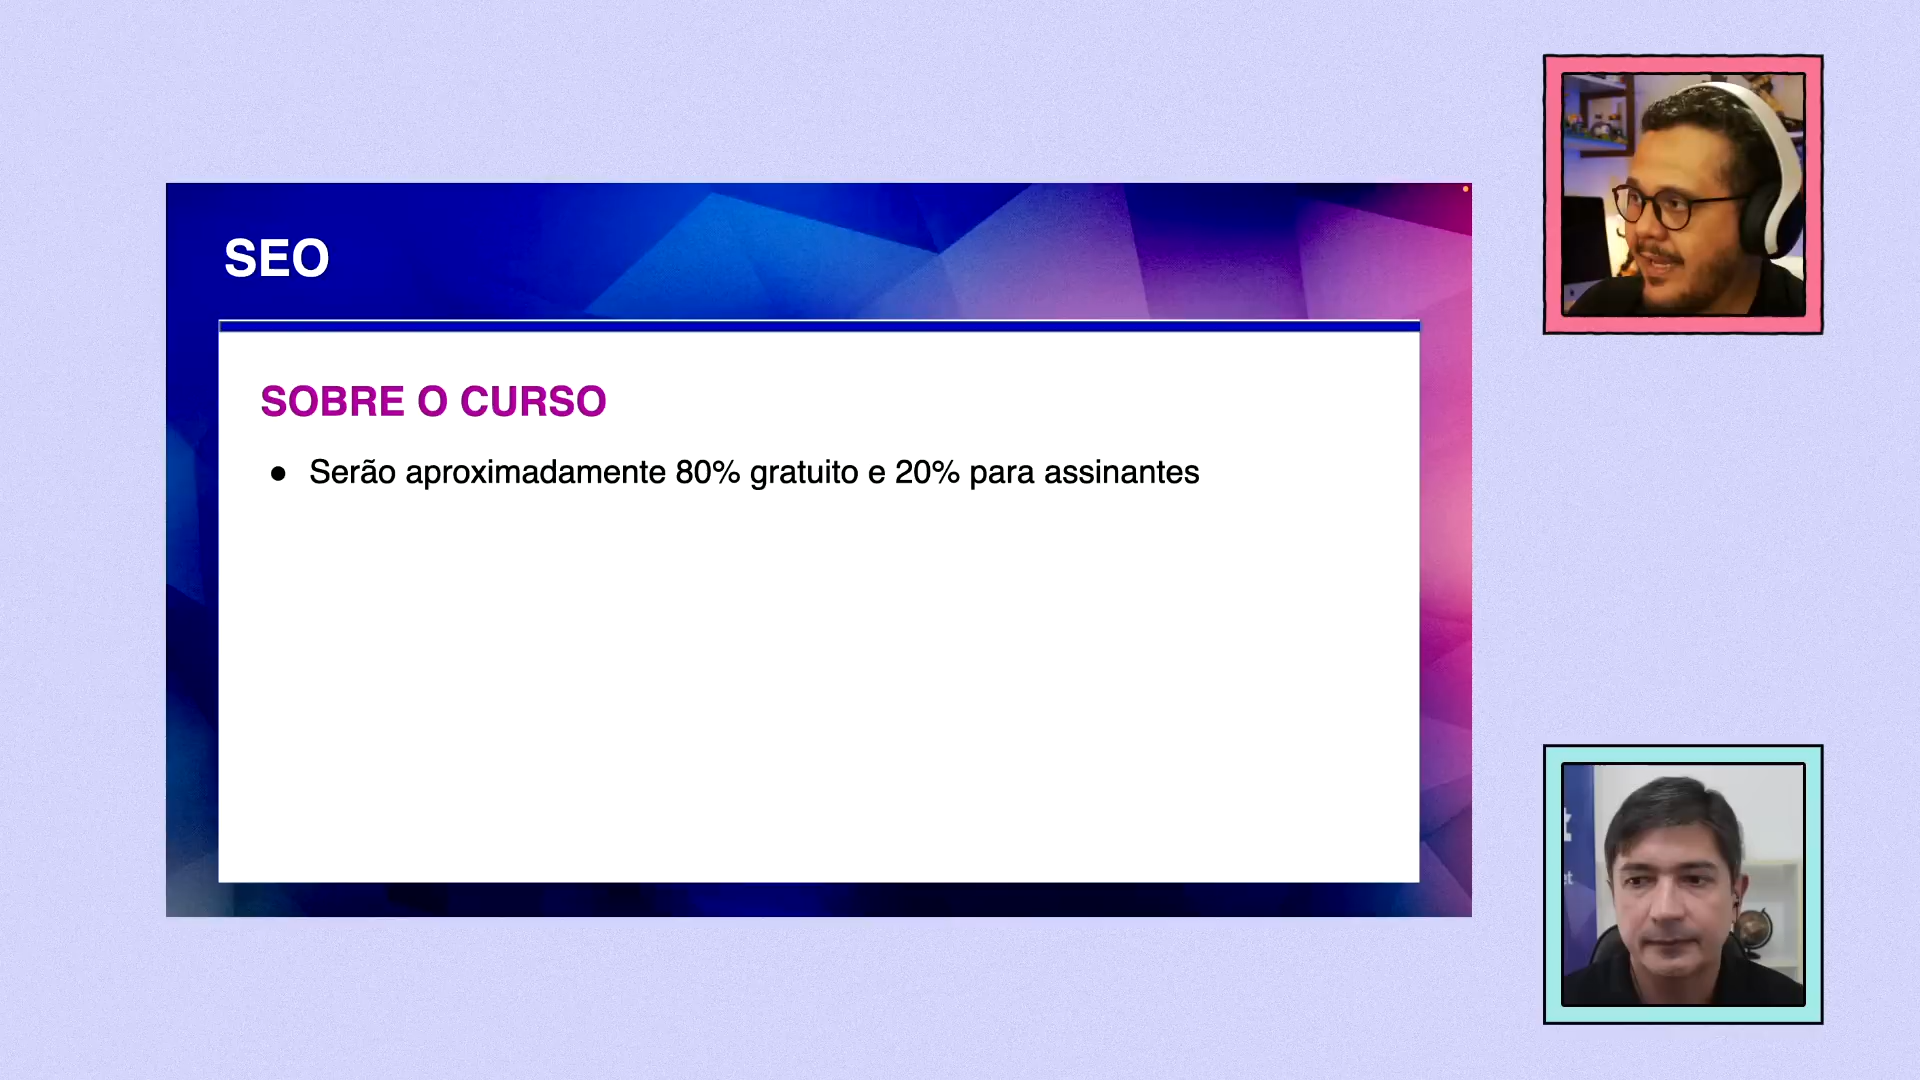 SEO
SOBRE O CURSO
● Serão aproximadamente 80% gratuito e 20% para assinantes